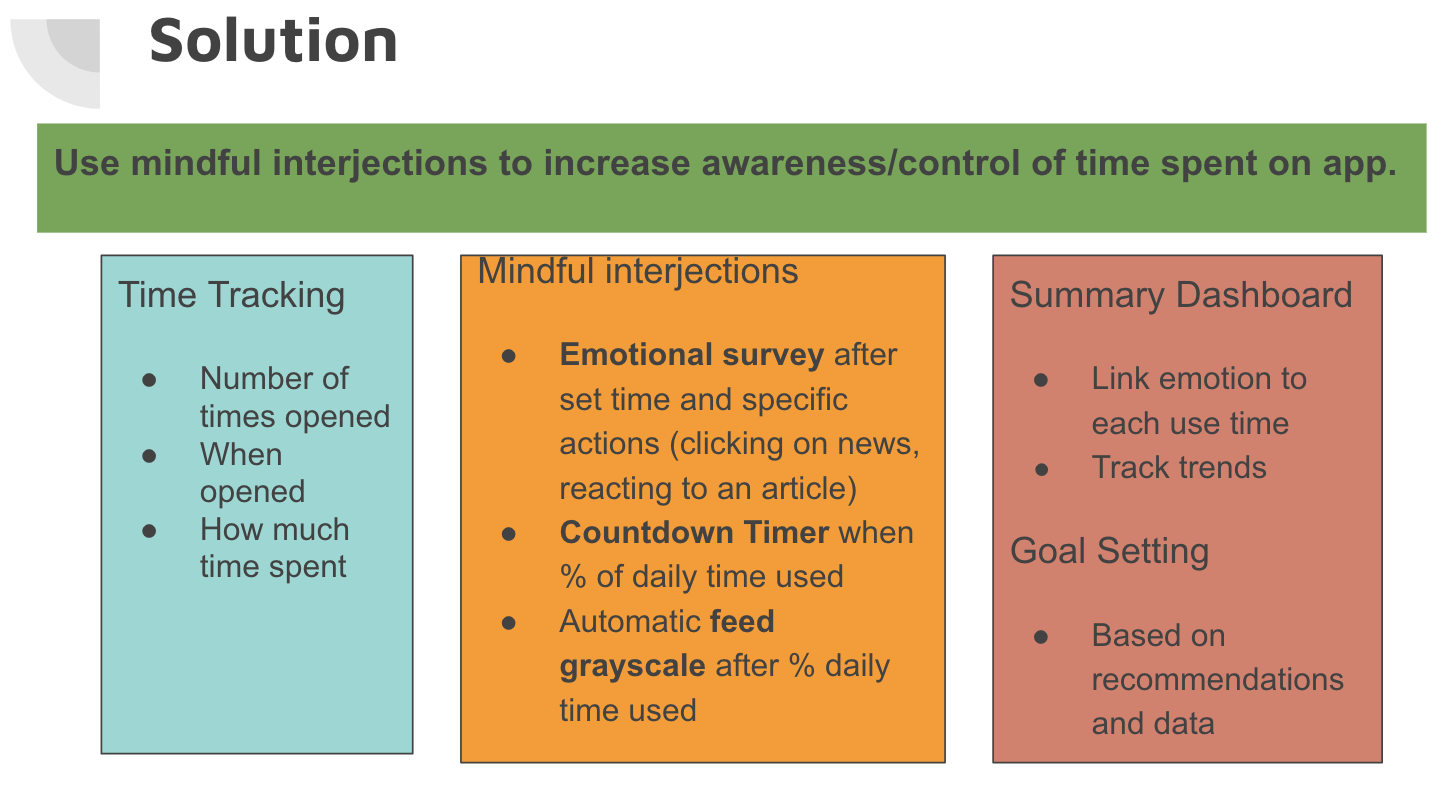 Solution
Use mindful interjections to increase awareness/control of time spent on app.
Time Tracking
● Number of
times opened
● When
opened
● How much
time spent
Mindful interjections
● Emotional survey after
set time and specific
actions (clicking on news,
reacting to an article)
● Countdown Timer when
% of daily time used
● Automatic feed
grayscale after % daily
time used
Summary Dashboard
● Link emotion to
each use time
● Track trends
Goal Setting
● Based on
recommendations
and data